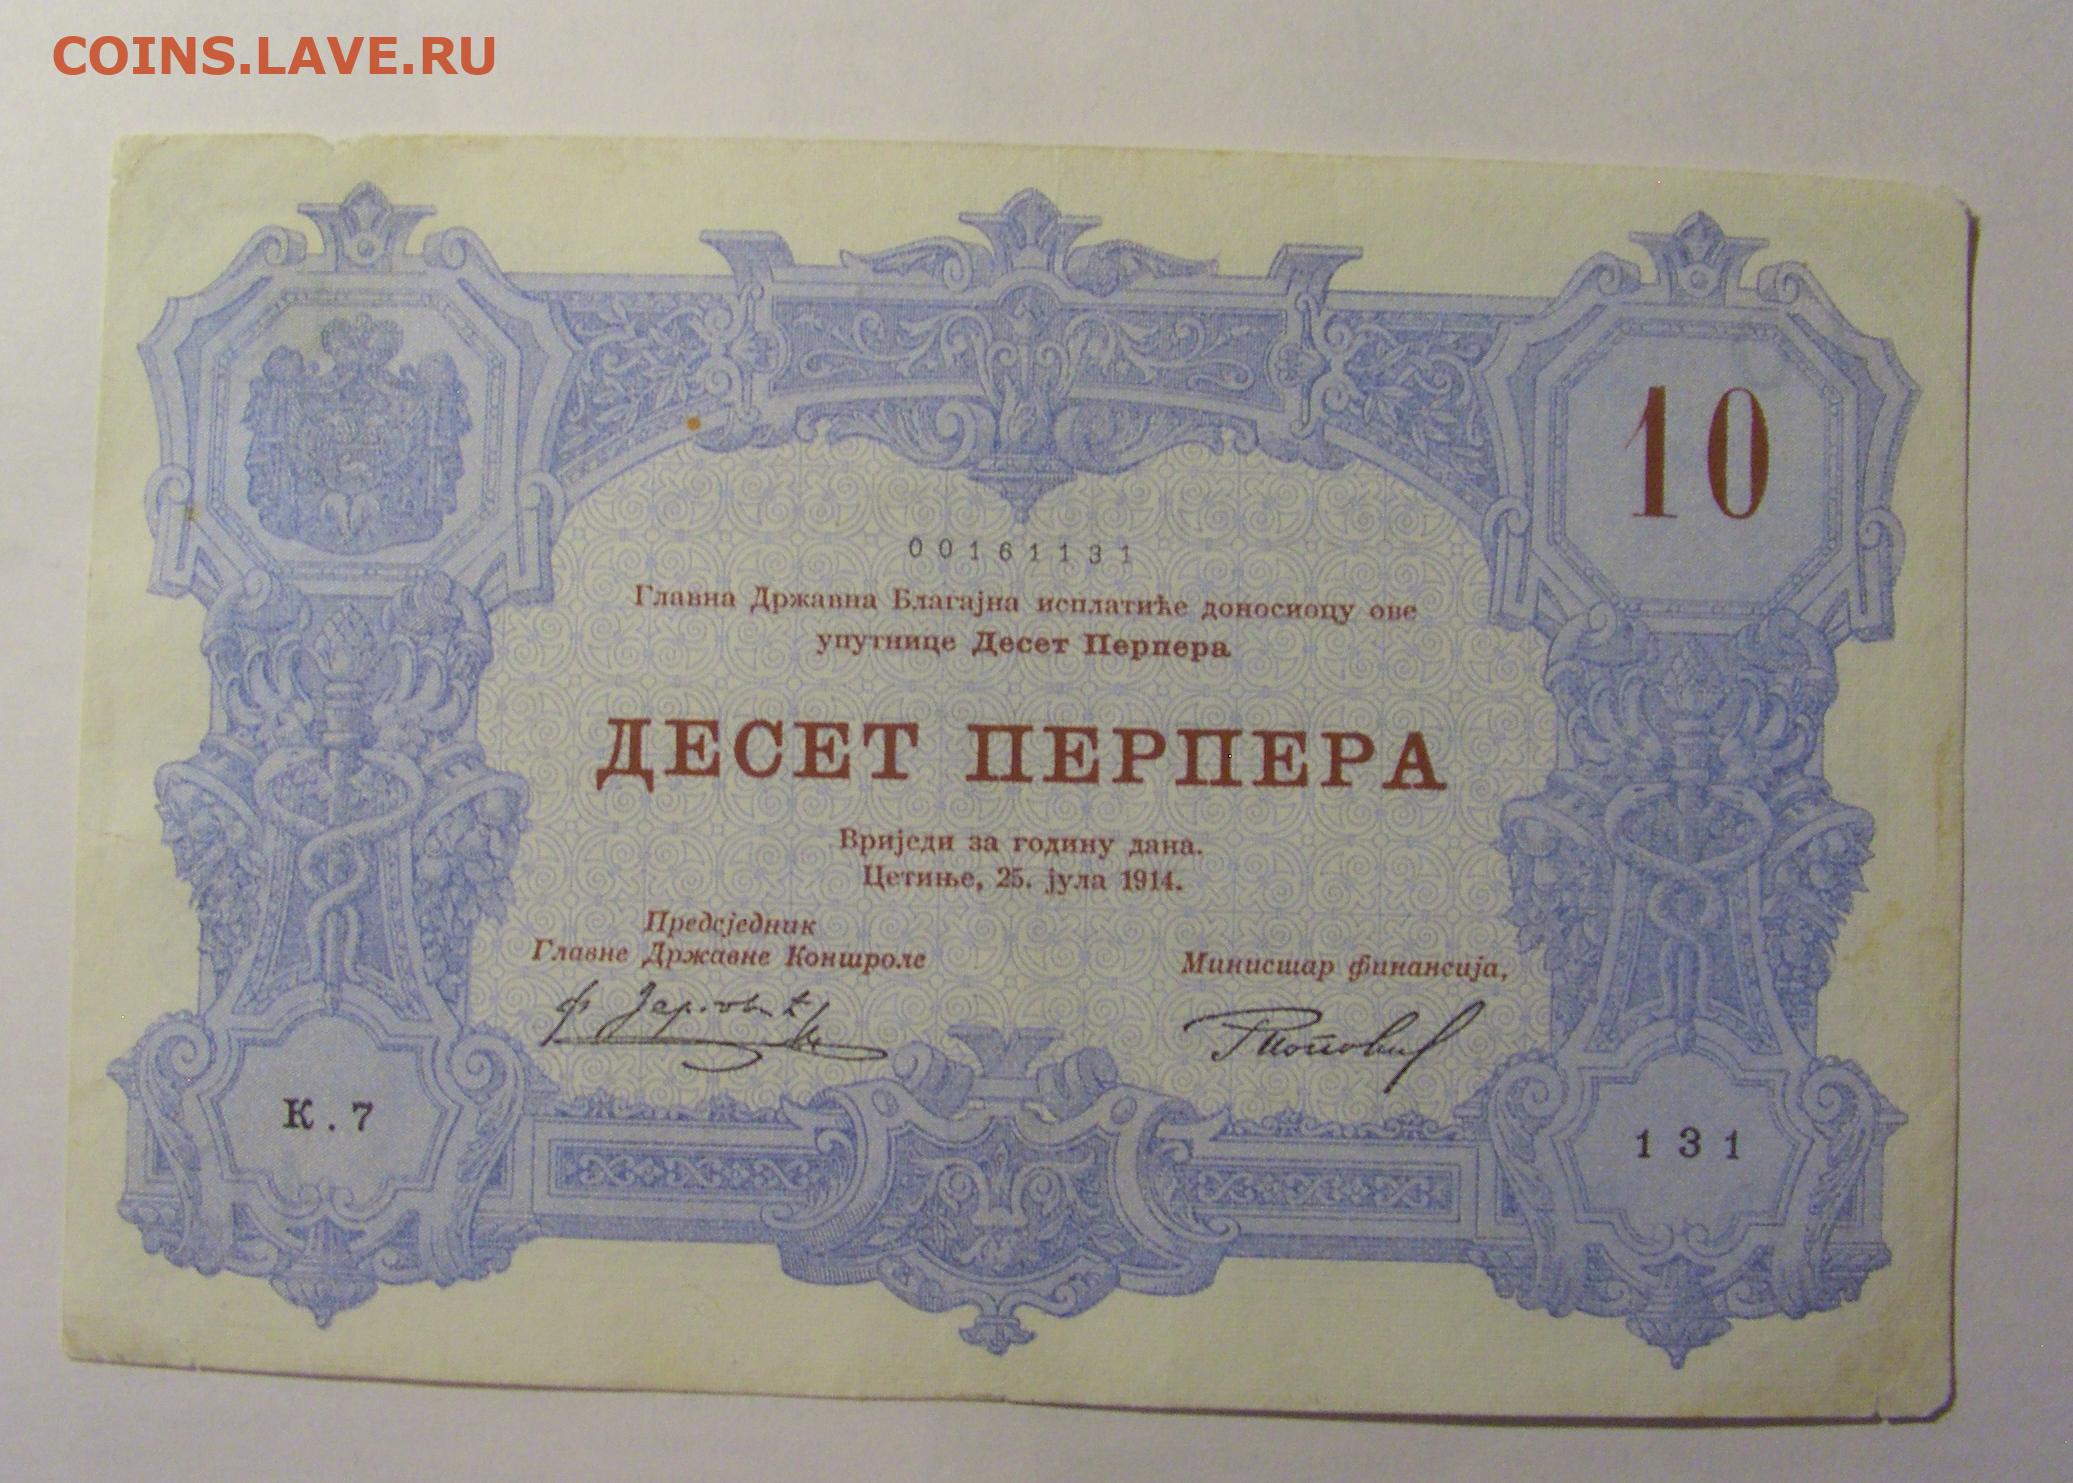 COINS.LAVE.RU
10
00161131
Главна Државна Благајна исплатиће доносиоцу ове
упутнице Десет Перпера
ДЕСЕТ ПЕРПЕРА
Вриједи за годину дана.
Цетиње, 25. јула 1914.
Предсједник
Главне Државне Контроле
Министар финансија,
К. 7
131